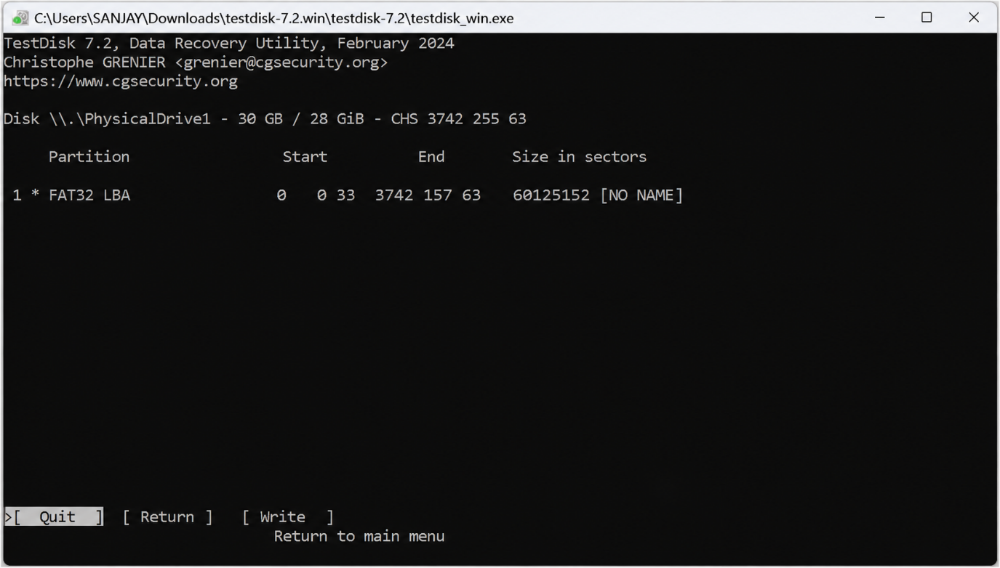 C:\Users\SANJAY\Downloads\testdisk-7.2.win\testdisk-7.2\testdisk_win.exe
TestDisk 7.2, Data Recovery Utility, February 2024
Christophe GRENIER <grenier@cgsecurity.org>
https://www.cgsecurity.org
Disk \\.\PhysicalDrive1 - 30 GB / 28 GiB - CHS 3742 255 63
Partition Start End Size in sectors
1 * FAT32 LBA 0 0 33 3742 157 63 60125152 [NO NAME]
>[ Quit ] [ Return ] [ Write ]
Return to main menu